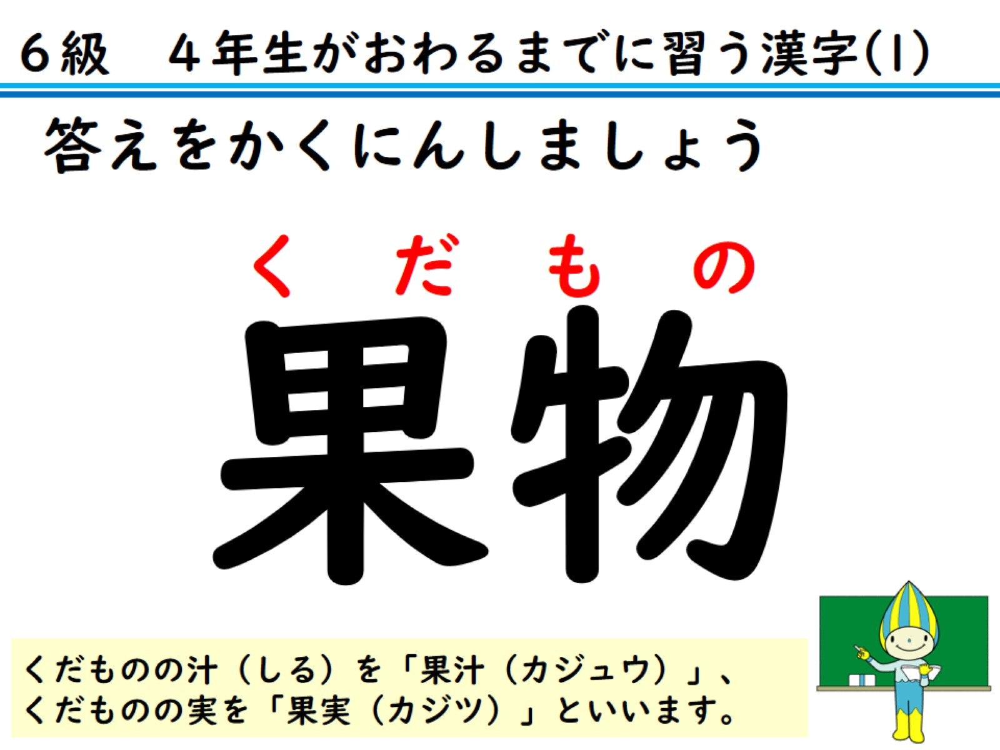 ６級　４年生がおわるまでに習う漢字(1)
答えをかくにんしましょう
くだもの
果物
くだものの汁（しる）を「果汁（カジュウ）」、
くだものの実を「果実（カジツ）」といいます。